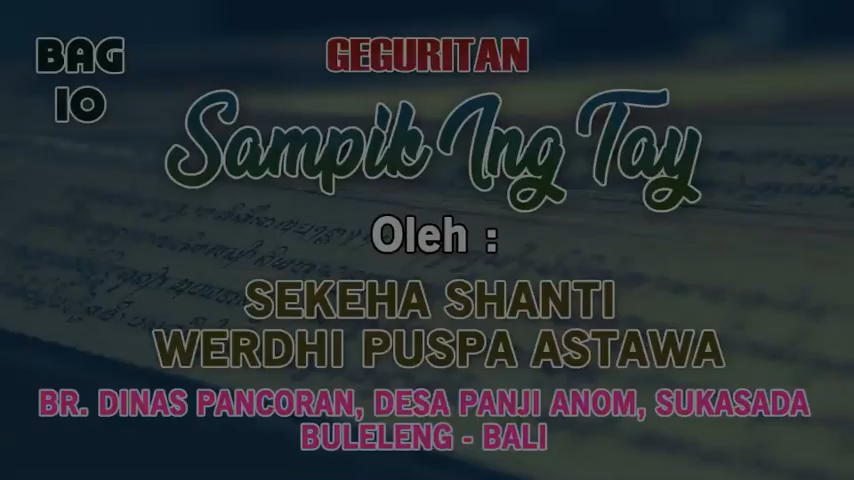 BAG
10
GEGURITAN
Sampik Ing Tay
Oleh :
SEKEHA SHANTI
WERDHI PUSPA ASTAWA
BR. DINAS PANCORAN, DESA PANJI ANOM, SUKASADA
BULELENG - BALI